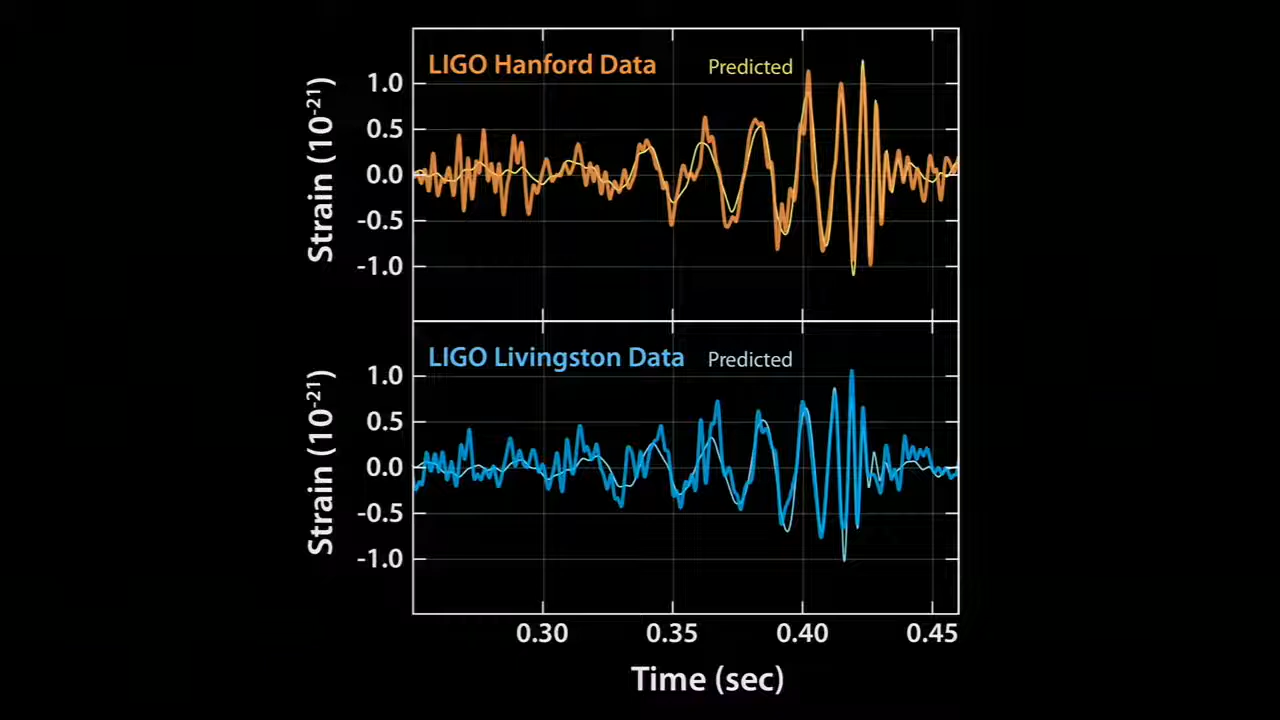 LIGO Hanford Data
Predicted
Strain (10⁻²¹)
1.0
0.5
0.0
-0.5
-1.0
LIGO Livingston Data
Predicted
Strain (10⁻²¹)
1.0
0.5
0.0
-0.5
-1.0
0.30 0.35 0.40 0.45
Time (sec)